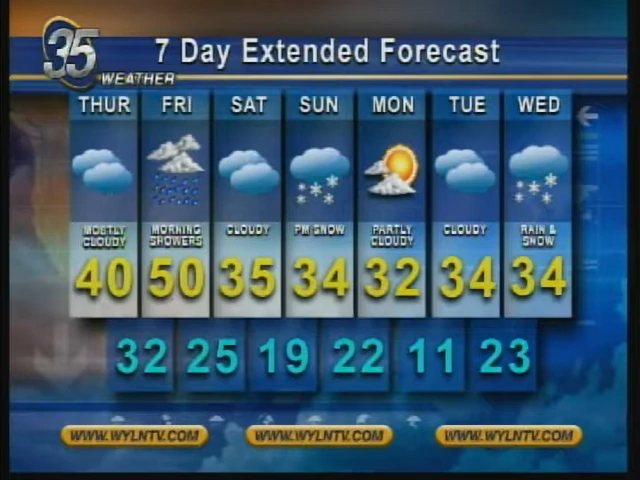 35
WEATHER
7 Day Extended Forecast
THUR FRI SAT SUN MON TUE WED
MOSTLY CLOUDY MORNING SHOWERS CLOUDY PM SNOW PARTLY CLOUDY CLOUDY RAIN & SNOW
40 50 35 34 32 34 34
32 25 19 22 11 23
WWW.WYLNTV.COM WWW.WYLNTV.COM WWW.WYLNTV.COM